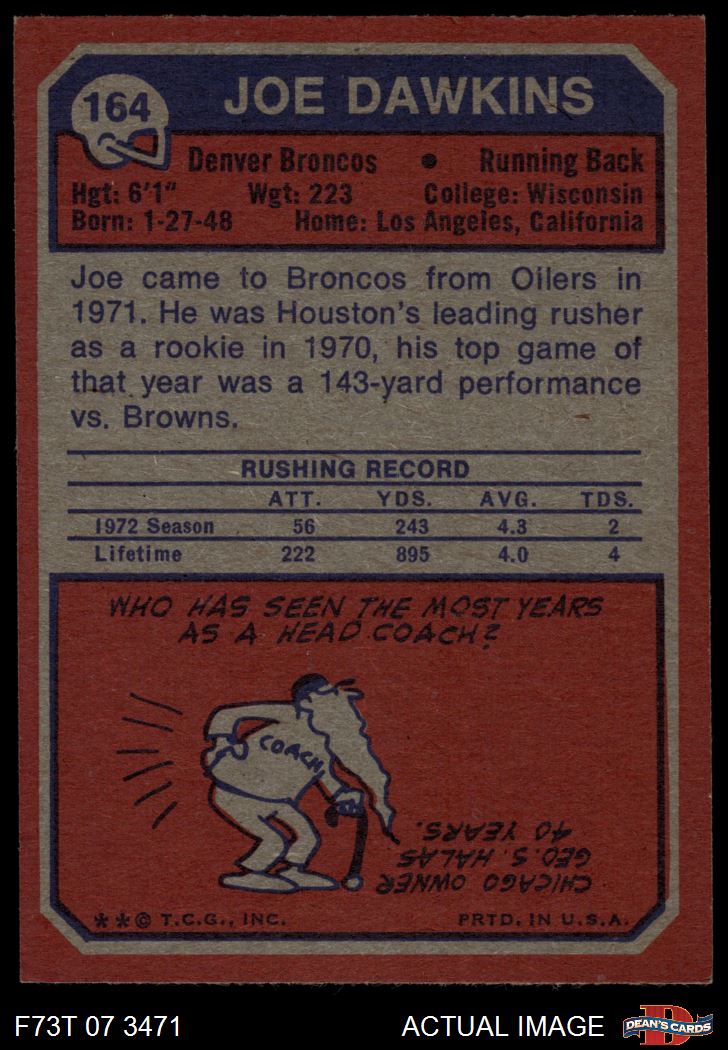 164
JOE DAWKINS
Denver Broncos • Running Back
Hgt: 6'1" Wgt: 223 College: Wisconsin
Born: 1-27-48 Home: Los Angeles, California
Joe came to Broncos from Oilers in
1971. He was Houston's leading rusher
as a rookie in 1970, his top game of
that year was a 143-yard performance
vs. Browns.
RUSHING RECORD
ATT. YDS. AVG. TDS.
1972 Season 56 243 4.3 2
Lifetime 222 895 4.0 4
WHO HAS SEEN THE MOST YEARS
AS A HEAD COACH?
COACH
CHICAGO OWNER
GEO. S. HALAS
40 YEARS.
**© T.C.G., INC. PRTD. IN U.S.A.
F73T 07 3471 ACTUAL IMAGE
D
DEAN'S CARDS